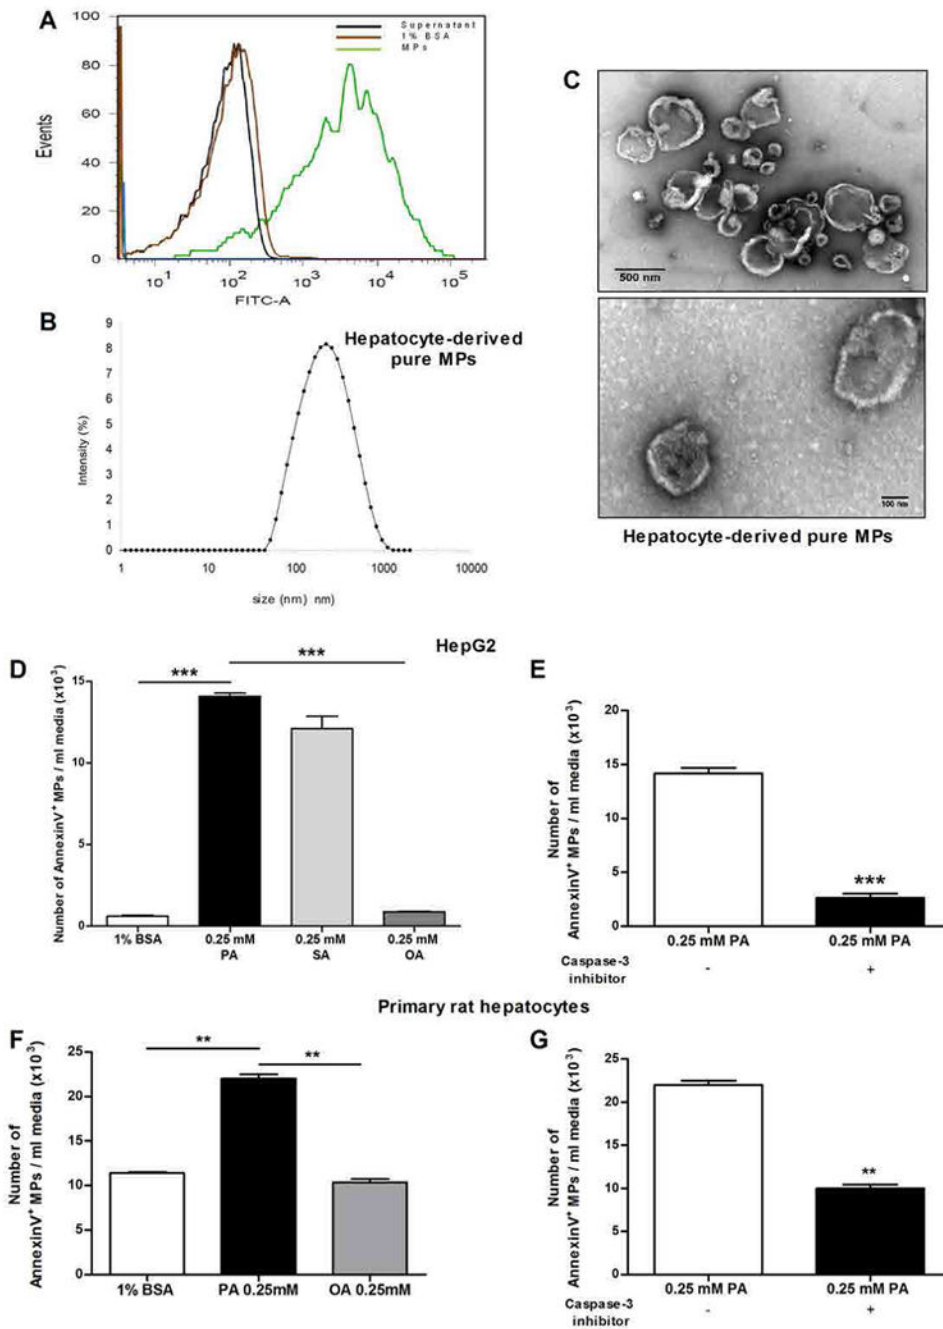 A
100
80
60
40
20
0
Events
Supernatant
1% BSA
MPs
10¹ 10² 10³ 10⁴ 10⁵
FITC-A
B
9
8
7
6
5
4
3
2
1
0
Intensity (%)
Hepatocyte-derived
pure MPs
1 10 100 1000 10000
size (nm) nm)
C
500 nm
100 nm
Hepatocyte-derived pure MPs
HepG2
D
Number of AnnexinV⁺ MPs / ml media (x10³)
15
10
5
0
*** ***
1% BSA 0.25 mM 0.25 mM 0.25 mM
PA SA OA
E
Number of
AnnexinV⁺ MPs / ml media (x10³)
20
15
10
5
0
***
0.25 mM PA 0.25 mM PA
Caspase-3
inhibitor - +
Primary rat hepatocytes
F
Number of
AnnexinV⁺ MPs / ml media (x10³)
25
20
15
10
5
0
** **
1% BSA PA 0.25mM OA 0.25mM
G
Number of
AnnexinV⁺ MPs / ml media (x10³)
25
20
15
10
5
0
**
0.25 mM PA 0.25 mM PA
Caspase-3
inhibitor - +